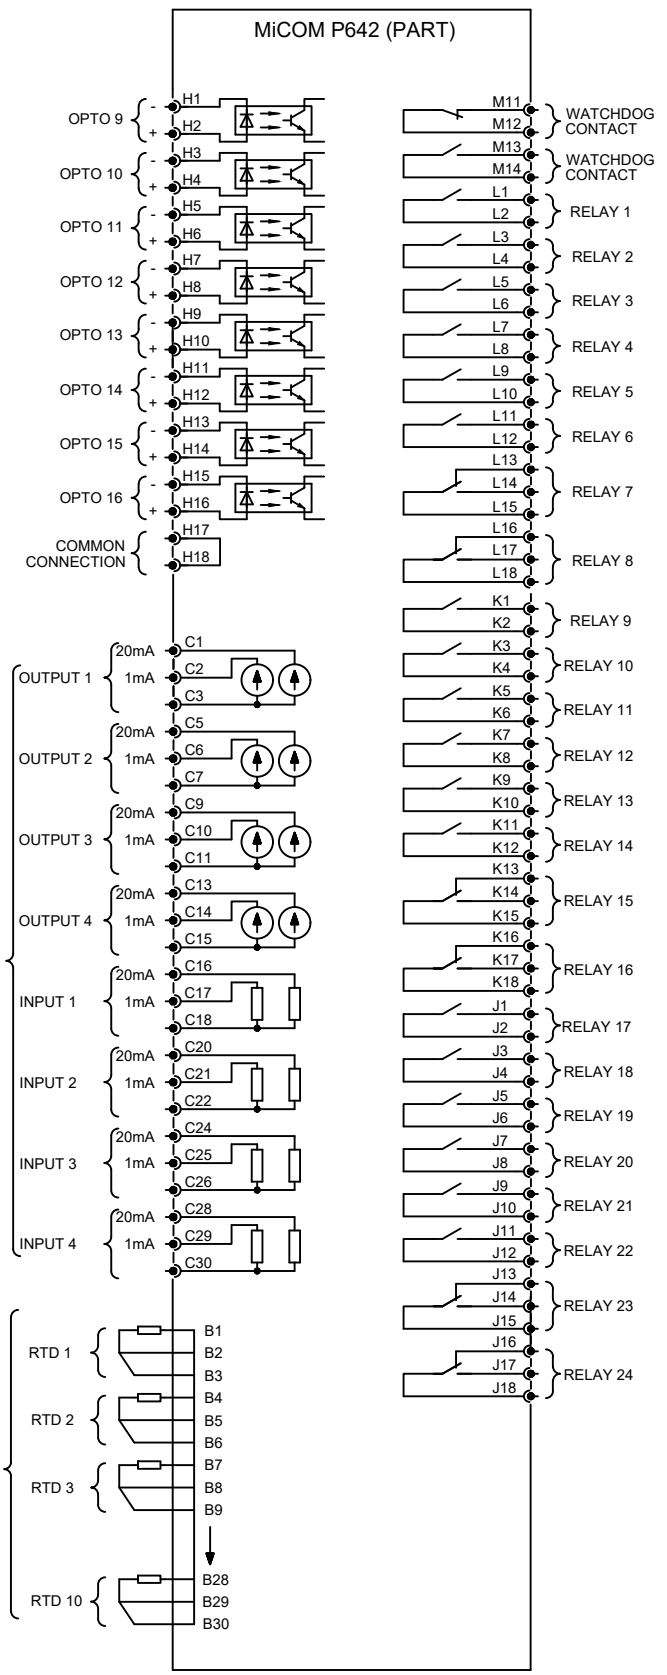 MiCOM P642 (PART)
OPTO 9
-
+
H1
H2
OPTO 10
-
+
H3
H4
OPTO 11
-
+
H5
H6
OPTO 12
-
+
H7
H8
OPTO 13
-
+
H9
H10
OPTO 14
-
+
H11
H12
OPTO 15
-
+
H13
H14
OPTO 16
-
+
H15
H16
COMMON
CONNECTION
H17
H18
OUTPUT 1
20mA
1mA
C1
C2
C3
OUTPUT 2
20mA
1mA
C5
C6
C7
OUTPUT 3
20mA
1mA
C9
C10
C11
OUTPUT 4
20mA
1mA
C13
C14
C15
INPUT 1
20mA
1mA
C16
C17
C18
INPUT 2
20mA
1mA
C20
C21
C22
INPUT 3
20mA
1mA
C24
C25
C26
INPUT 4
20mA
1mA
C28
C29
C30
RTD 1
B1
B2
B3
RTD 2
B4
B5
B6
RTD 3
B7
B8
B9
RTD 10
B28
B29
B30
M11
M12
WATCHDOG
CONTACT
M13
M14
WATCHDOG
CONTACT
L1
L2
RELAY 1
L3
L4
RELAY 2
L5
L6
RELAY 3
L7
L8
RELAY 4
L9
L10
RELAY 5
L11
L12
RELAY 6
L13
L14
L15
RELAY 7
L16
L17
L18
RELAY 8
K1
K2
RELAY 9
K3
K4
RELAY 10
K5
K6
RELAY 11
K7
K8
RELAY 12
K9
K10
RELAY 13
K11
K12
RELAY 14
K13
K14
K15
RELAY 15
K16
K17
K18
RELAY 16
J1
J2
RELAY 17
J3
J4
RELAY 18
J5
J6
RELAY 19
J7
J8
RELAY 20
J9
J10
RELAY 21
J11
J12
RELAY 22
J13
J14
J15
RELAY 23
J16
J17
J18
RELAY 24